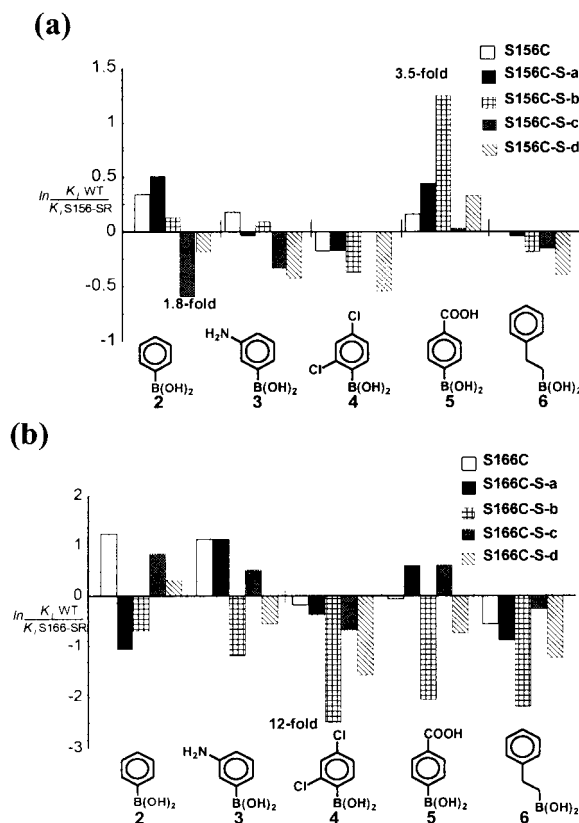 (a)
1.5
1
0.5
0
-0.5
-1
ln K_i WT / K_i S156-SR
3.5-fold
1.8-fold
S156C
S156C-S-a
S156C-S-b
S156C-S-c
S156C-S-d
B(OH)2
2
H2N
B(OH)2
3
Cl
Cl
B(OH)2
4
COOH
B(OH)2
5
B(OH)2
6
(b)
2
1
0
-1
-2
-3
ln K_i WT / K_i S166-SR
12-fold
S166C
S166C-S-a
S166C-S-b
S166C-S-c
S166C-S-d
B(OH)2
2
H2N
B(OH)2
3
Cl
Cl
B(OH)2
4
COOH
B(OH)2
5
B(OH)2
6